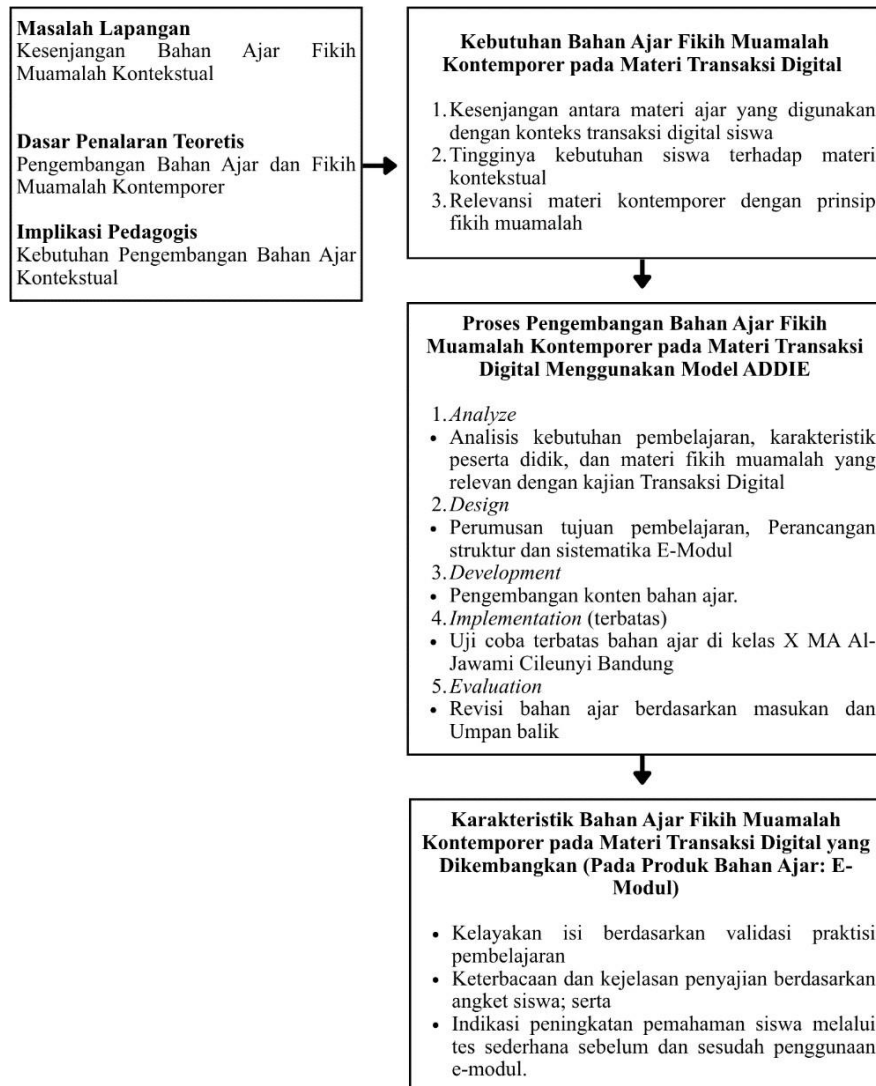 Masalah Lapangan
Kesenjangan Bahan Ajar Fikih
Muamalah Kontekstual
Dasar Penalaran Teoretis
Pengembangan Bahan Ajar dan Fikih
Muamalah Kontemporer
Implikasi Pedagogis
Kebutuhan Pengembangan Bahan Ajar
Kontekstual
Kebutuhan Bahan Ajar Fikih Muamalah
Kontemporer pada Materi Transaksi Digital
1. Kesenjangan antara materi ajar yang digunakan
dengan konteks transaksi digital siswa
2. Tingginya kebutuhan siswa terhadap materi
kontekstual
3. Relevansi materi kontemporer dengan prinsip
fikih muamalah
Proses Pengembangan Bahan Ajar Fikih
Muamalah Kontemporer pada Materi Transaksi
Digital Menggunakan Model ADDIE
1. Analyze
• Analisis kebutuhan pembelajaran, karakteristik
peserta didik, dan materi fikih muamalah yang
relevan dengan kajian Transaksi Digital
2. Design
• Perumusan tujuan pembelajaran, Perancangan
struktur dan sistematika E-Modul
3. Development
• Pengembangan konten bahan ajar.
4. Implementation (terbatas)
• Uji coba terbatas bahan ajar di kelas X MA Al-
Jawami Cileunyi Bandung
5. Evaluation
• Revisi bahan ajar berdasarkan masukan dan
Umpan balik
Karakteristik Bahan Ajar Fikih Muamalah
Kontemporer pada Materi Transaksi Digital yang
Dikembangkan (Pada Produk Bahan Ajar: E-
Modul)
• Kelayakan isi berdasarkan validasi praktisi
pembelajaran
• Keterbacaan dan kejelasan penyajian berdasarkan
angket siswa; serta
• Indikasi peningkatan pemahaman siswa melalui
tes sederhana sebelum dan sesudah penggunaan
e-modul.